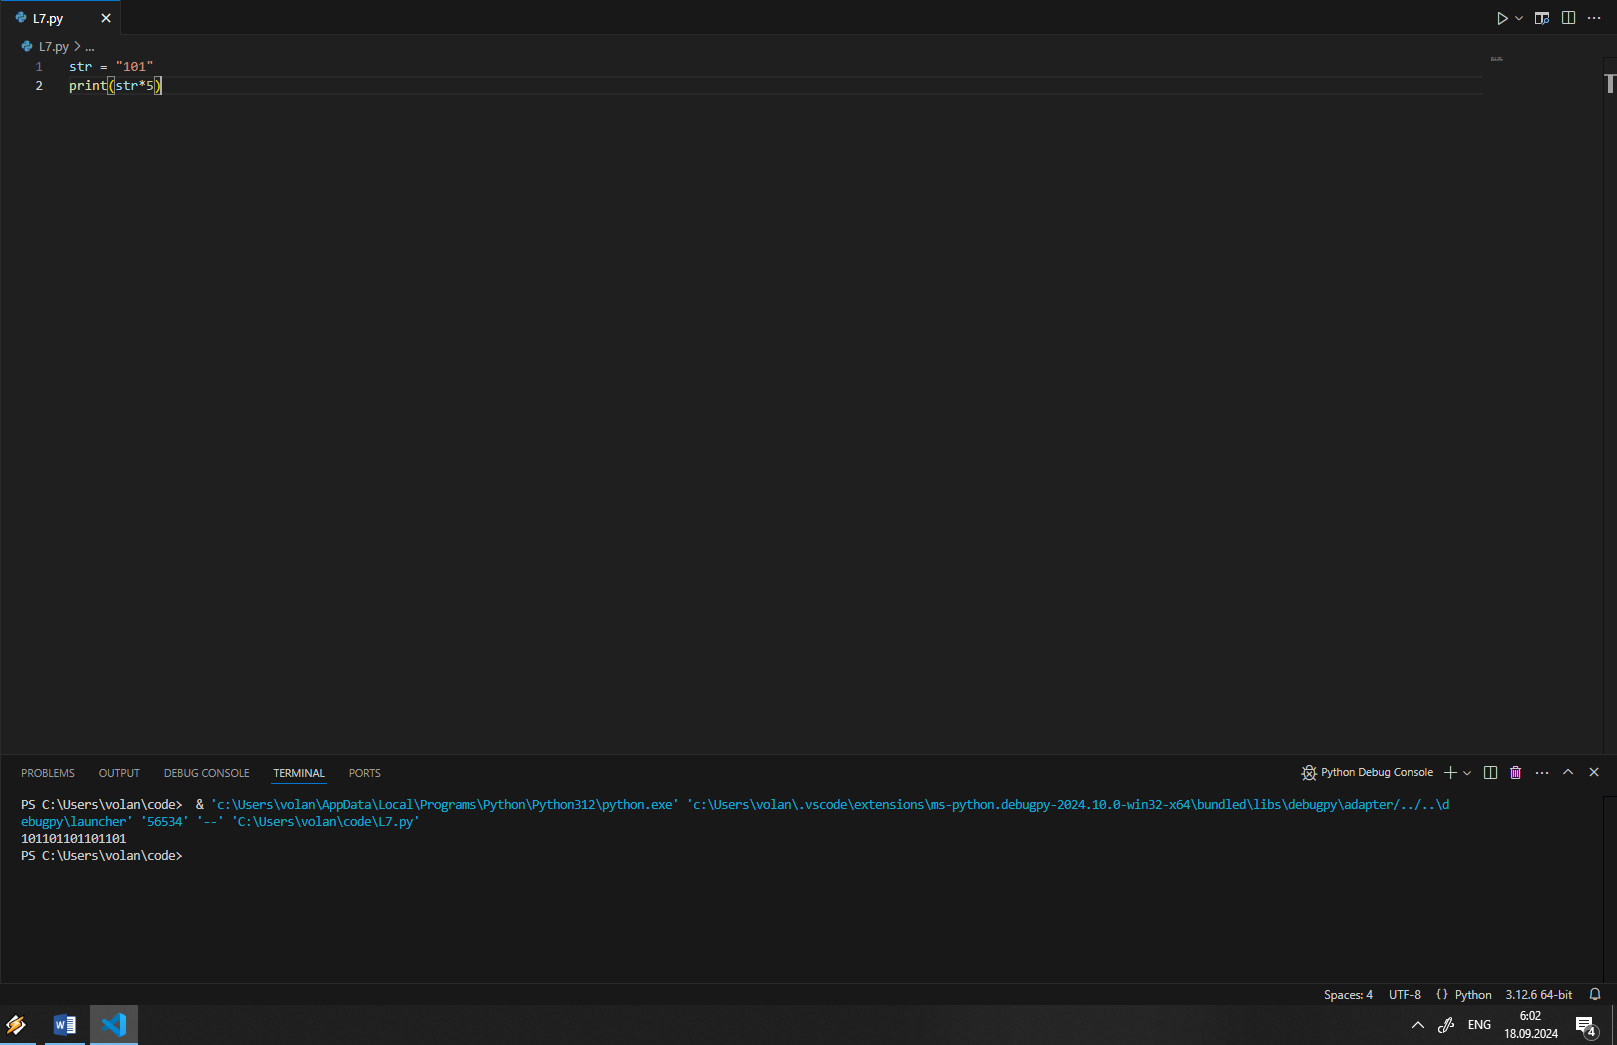 L7.py
L7.py > ...
1 str = "101"
2 print(str*5)
PROBLEMS OUTPUT DEBUG CONSOLE TERMINAL PORTS Python Debug Console
PS C:\Users\volan\code>  & 'c:\Users\volan\AppData\Local\Programs\Python\Python312\python.exe' 'c:\Users\volan\.vscode\extensions\ms-python.debugpy-2024.10.0-win32-x64\bundled\libs\debugpy\adapter/../..\d
ebugpy\launcher' '56534' '--' 'C:\Users\volan\code\L7.py'
101101101101101
PS C:\Users\volan\code>
Spaces: 4 UTF-8 {} Python 3.12.6 64-bit
W ENG 6:02
18.09.2024 4